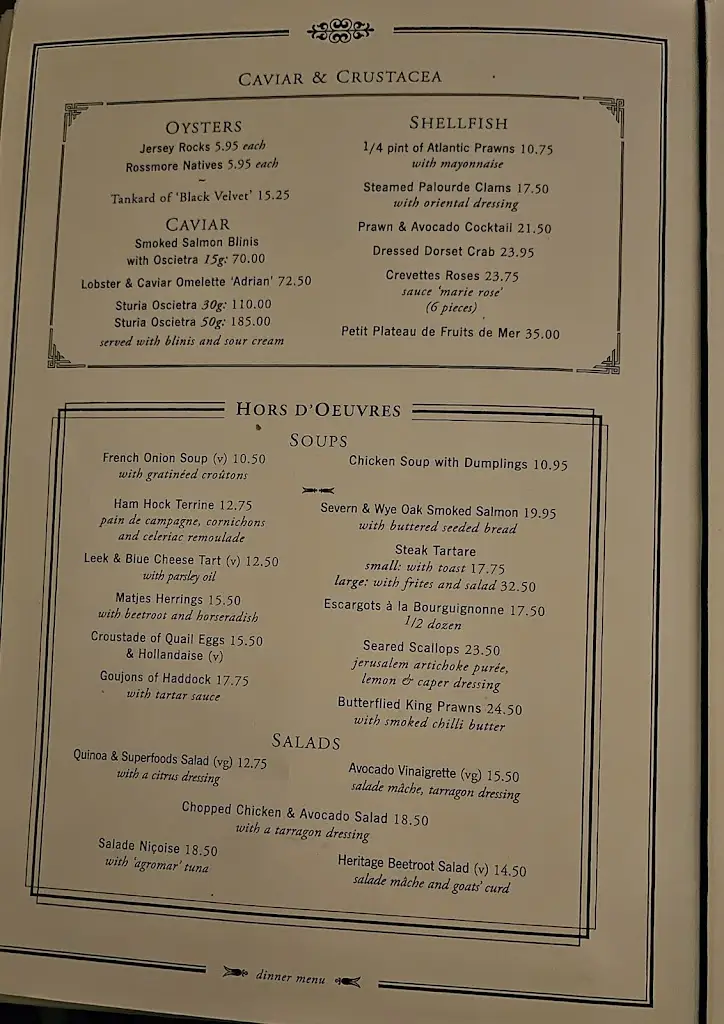 CAVIAR & CRUSTACEA
OYSTERS
Jersey Rocks 5.95 each
Rossmore Natives 5.95 each
~
Tankard of ‘Black Velvet’ 15.25
CAVIAR
Smoked Salmon Blinis
with Oscietra 15g: 70.00
Lobster & Caviar Omelette ‘Adrian’ 72.50
Sturia Oscietra 30g: 110.00
Sturia Oscietra 50g: 185.00
served with blinis and sour cream
SHELLFISH
1/4 pint of Atlantic Prawns 10.75
with mayonnaise
Steamed Palourde Clams 17.50
with oriental dressing
Prawn & Avocado Cocktail 21.50
Dressed Dorset Crab 23.95
Crevettes Roses 23.75
sauce ‘marie rose’
(6 pieces)
Petit Plateau de Fruits de Mer 35.00
HORS D’OEUVRES
SOUPS
French Onion Soup (v) 10.50
with gratinéed croûtons
Chicken Soup with Dumplings 10.95
Ham Hock Terrine 12.75
pain de campagne, cornichons
and celeriac remoulade
Leek & Blue Cheese Tart (v) 12.50
with parsley oil
Matjes Herrings 15.50
with beetroot and horseradish
Croustade of Quail Eggs 15.50
& Hollandaise (v)
Goujons of Haddock 17.75
with tartar sauce
Severn & Wye Oak Smoked Salmon 19.95
with buttered seeded bread
Steak Tartare
small: with toast 17.75
large: with frites and salad 32.50
Escargots à la Bourguignonne 17.50
1/2 dozen
Seared Scallops 23.50
jerusalem artichoke purée,
lemon & caper dressing
Butterflied King Prawns 24.50
with smoked chilli butter
SALADS
Quinoa & Superfoods Salad (vg) 12.75
with a citrus dressing
Avocado Vinaigrette (vg) 15.50
salade mâche, tarragon dressing
Chopped Chicken & Avocado Salad 18.50
with a tarragon dressing
Salade Niçoise 18.50
with ‘agromar’ tuna
Heritage Beetroot Salad (v) 14.50
salade mâche and goats’ curd
dinner menu